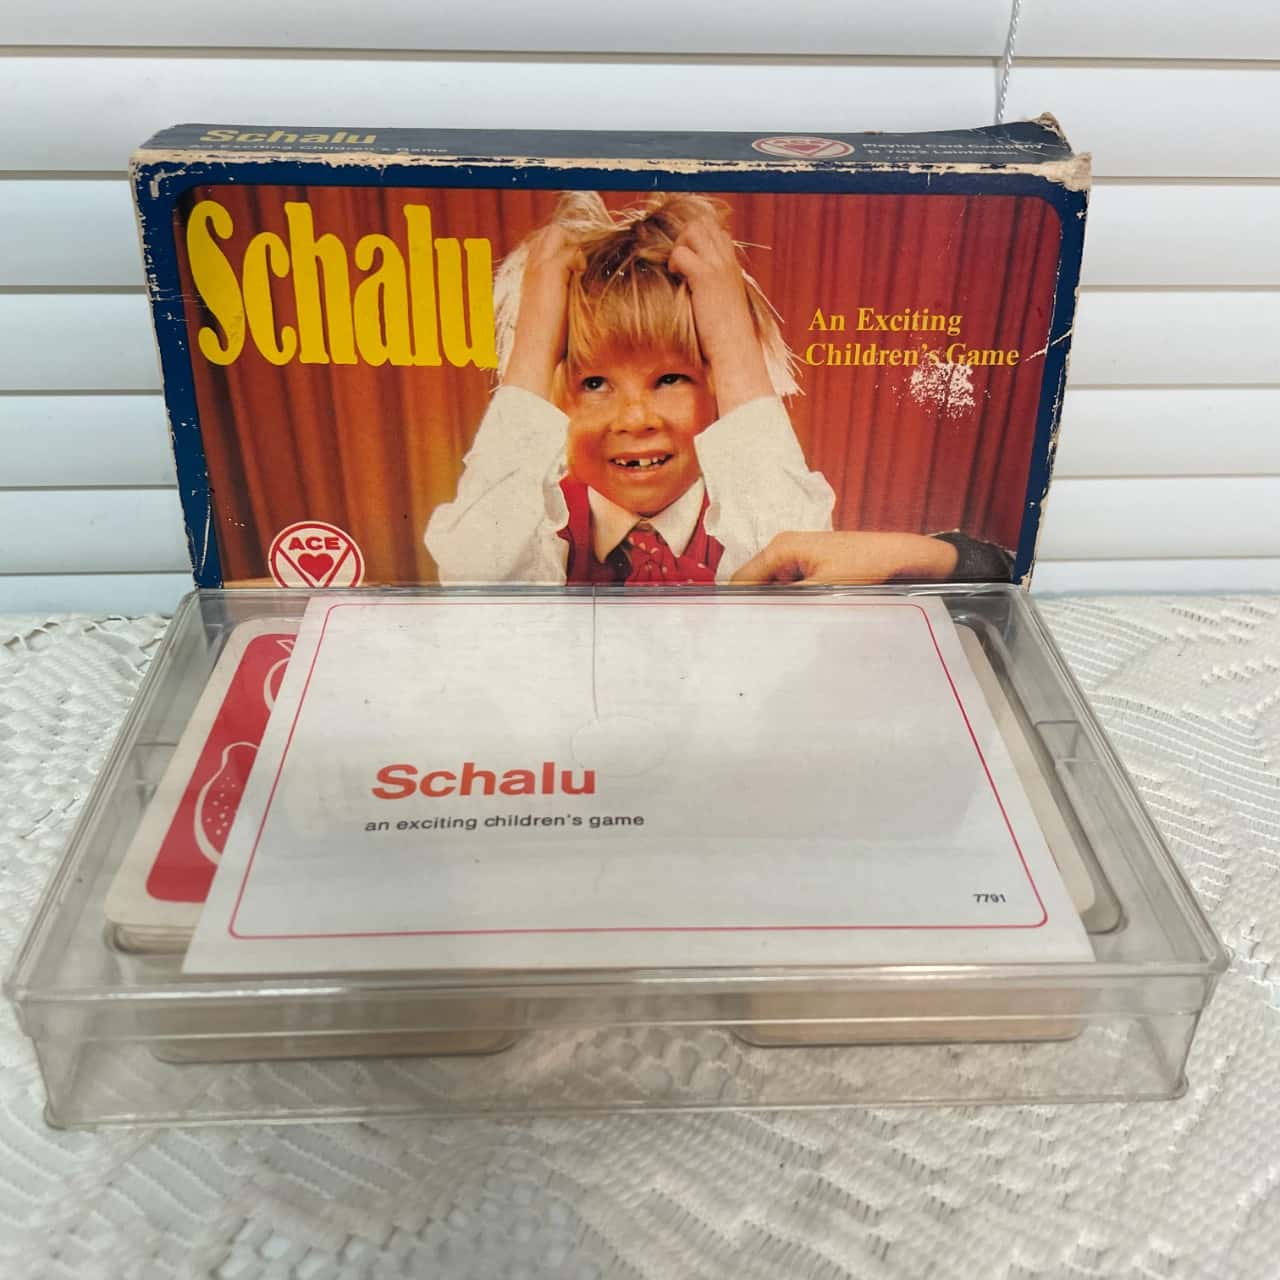 Schalu
An Exciting Children's Game
ACE
Playing Card Company
Schalu
An Exciting
Children's Game
ACE
Schalu
an exciting children's game
7791